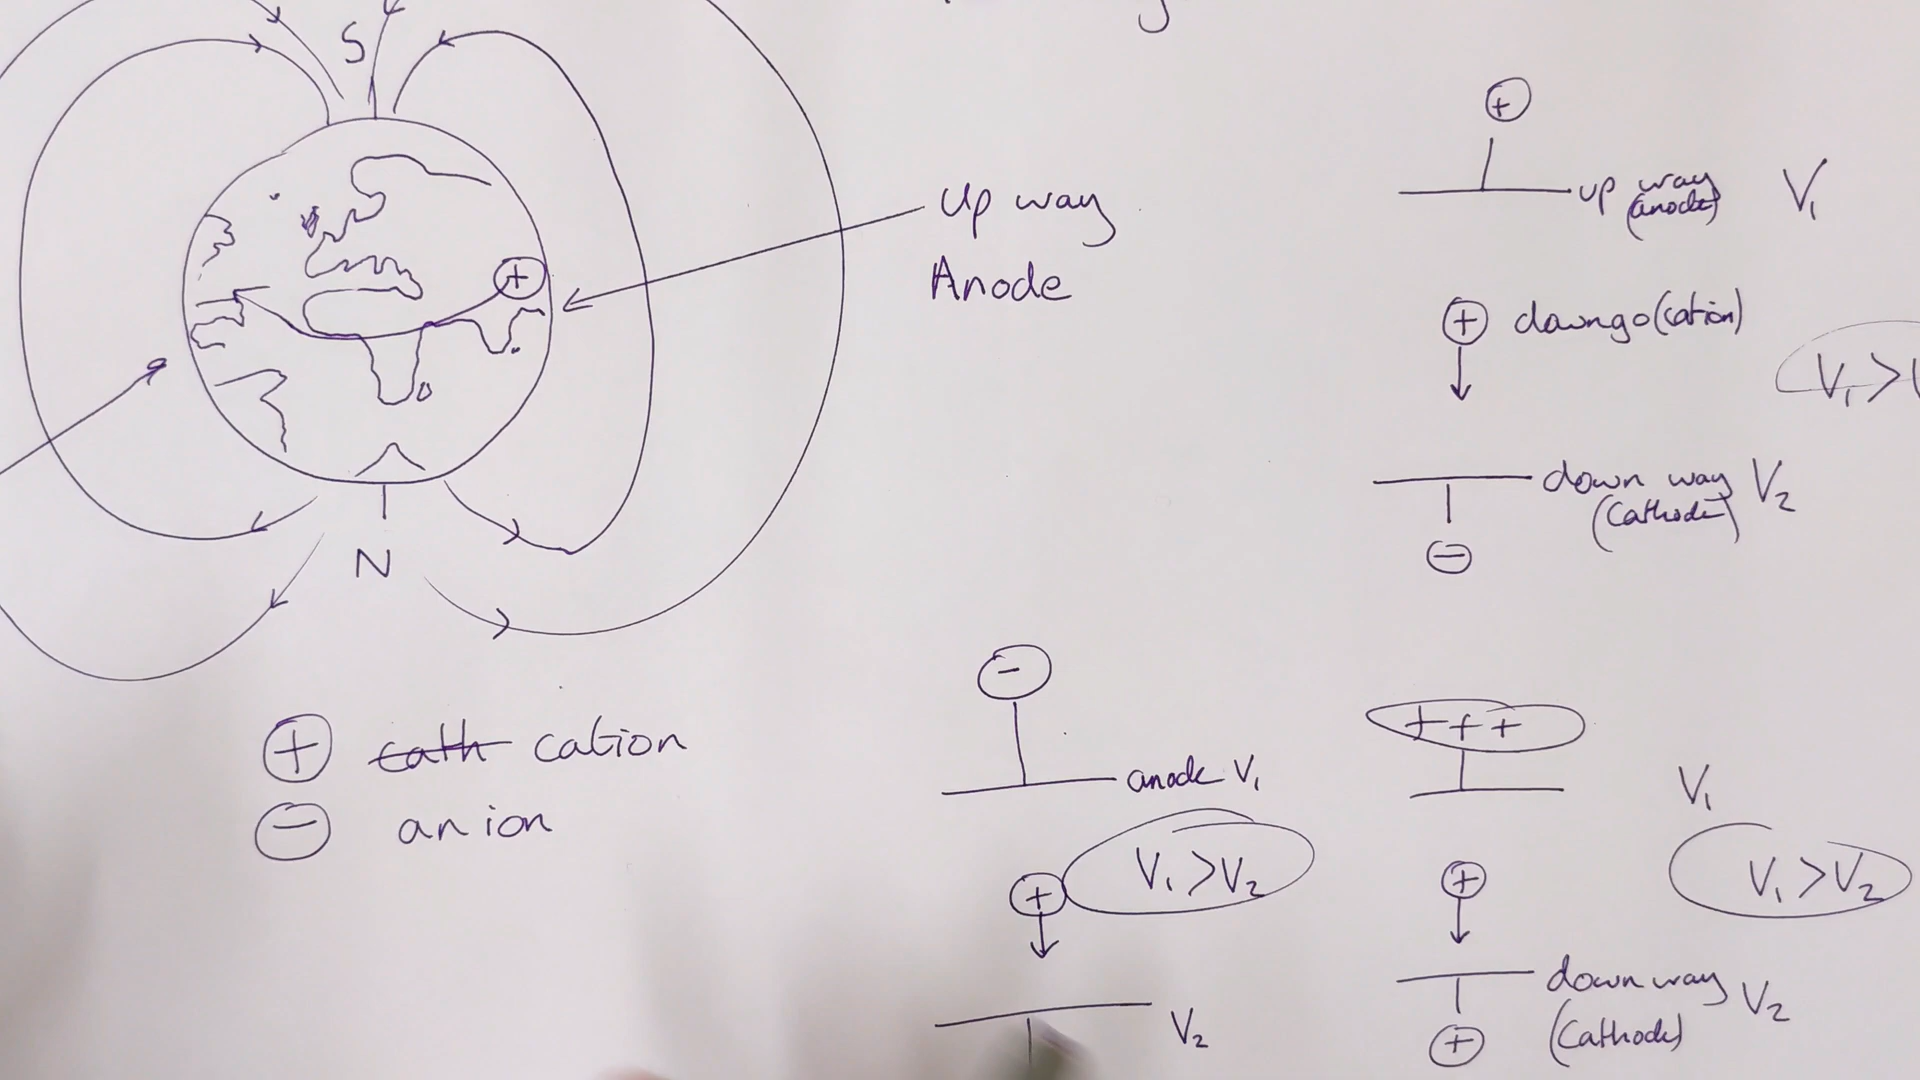 S
+
up way
(anode) V₁
Up way
Anode
+
+ downgo (cation)
V₁ >
down way V₂
(Cathode)
−
N
−
+ + +
+ cath cation
anode V₁
V₁
− anion
V₁ > V₂
+
+
V₁ > V₂
down way V₂
(Cathode)
V₂
+